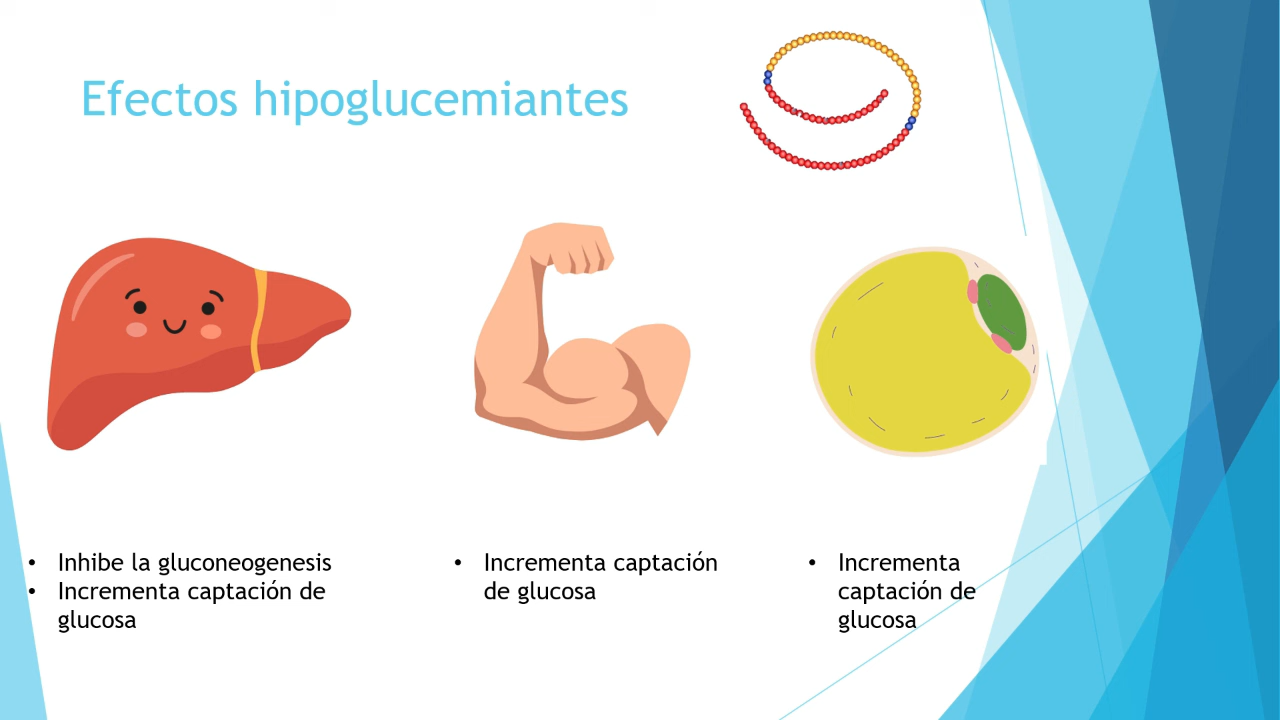 Efectos hipoglucemiantes
• Inhibe la gluconeogenesis
• Incrementa captación de
glucosa
• Incrementa captación
de glucosa
• Incrementa
captación de
glucosa